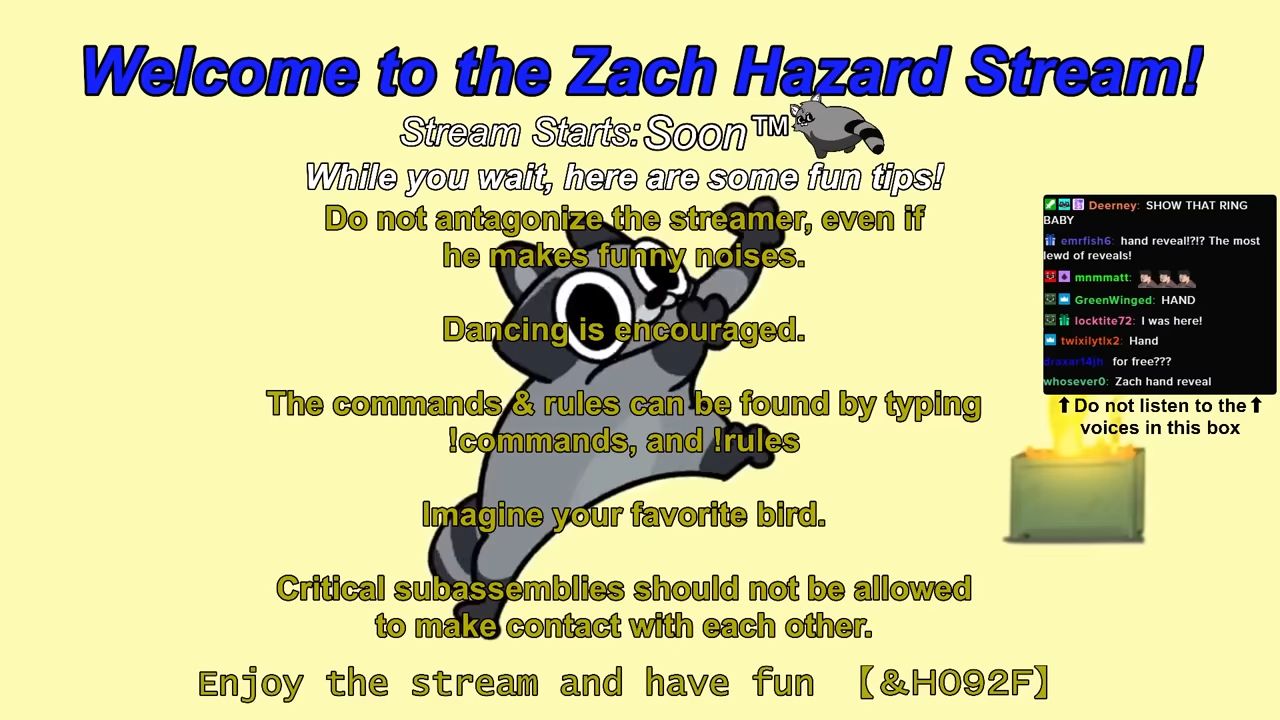 Welcome to the Zach Hazard Stream!
Stream Starts: Soon™
While you wait, here are some fun tips!
Do not antagonize the streamer, even if
he makes funny noises.
Dancing is encouraged.
The commands & rules can be found by typing
!commands, and !rules
Imagine your favorite bird.
Critical subassemblies should not be allowed
to make contact with each other.
Enjoy the stream and have fun 【&H092F】
Deerney: SHOW THAT RING
BABY
emrfish6: hand reveal!?!? The most
lewd of reveals!
mnmmatt:
GreenWinged: HAND
locktite72: I was here!
twixilytlx2: Hand
draxar14jh for free???
whosever0: Zach hand reveal
⬆Do not listen to the⬆
voices in this box